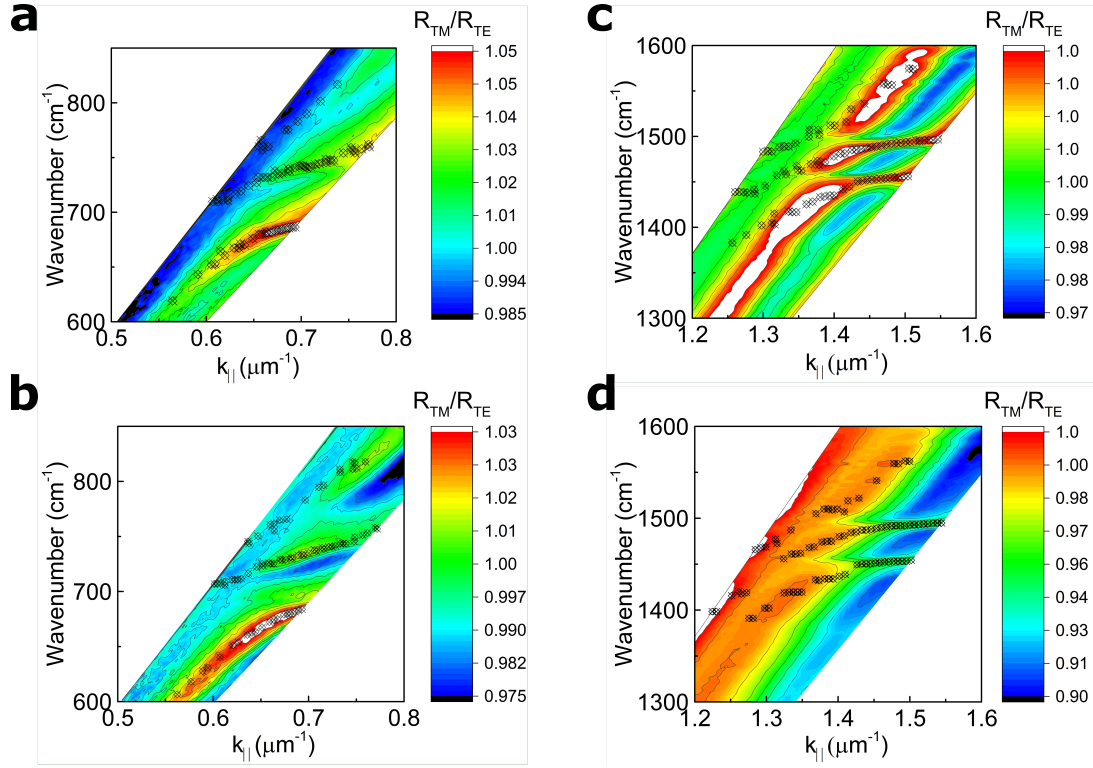 a
R_TM/R_TE
Wavenumber (cm⁻¹)
800
700
600
0.5 0.6 0.7 0.8
k_|| (μm⁻¹)
1.05
1.05
1.04
1.03
1.02
1.01
1.00
0.994
0.985
c
R_TM/R_TE
Wavenumber (cm⁻¹)
1600
1500
1400
1300
1.2 1.3 1.4 1.5 1.6
k_|| (μm⁻¹)
1.0
1.0
1.0
1.0
1.00
0.99
0.98
0.98
0.97
b
R_TM/R_TE
Wavenumber (cm⁻¹)
800
700
600
0.5 0.6 0.7 0.8
k_|| (μm⁻¹)
1.03
1.03
1.02
1.01
1.00
0.997
0.990
0.982
0.975
d
R_TM/R_TE
Wavenumber (cm⁻¹)
1600
1500
1400
1300
1.2 1.3 1.4 1.5 1.6
k_|| (μm⁻¹)
1.0
1.00
0.98
0.97
0.96
0.94
0.93
0.91
0.90